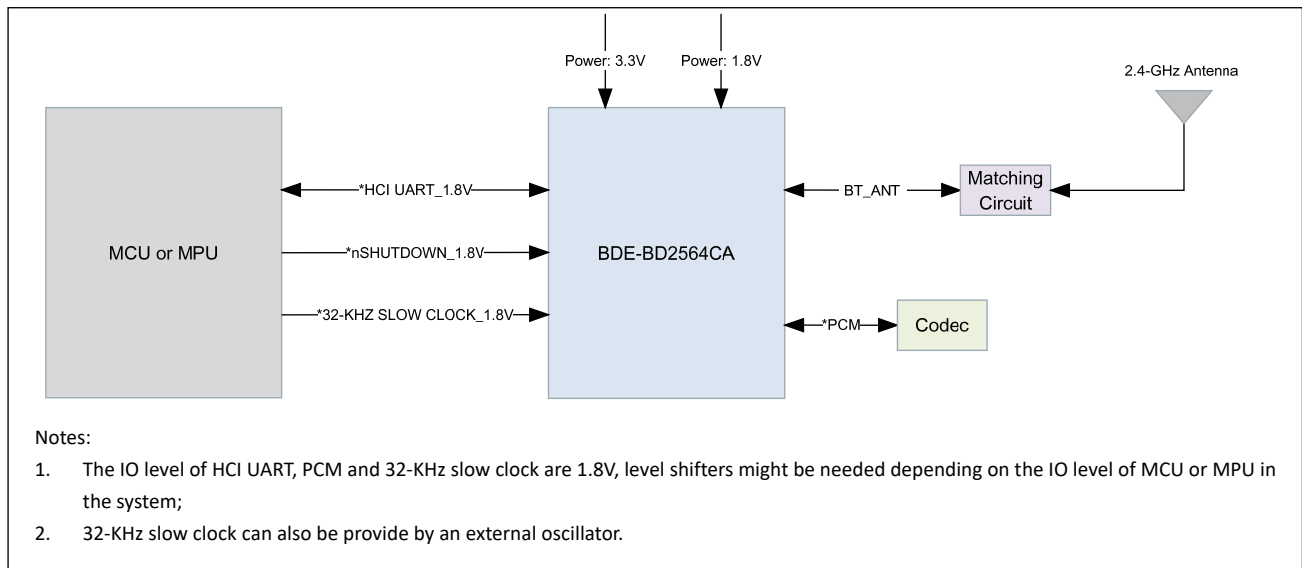 Power: 3.3V
Power: 1.8V
2.4-GHz Antenna
*HCI UART_1.8V
BT_ANT
Matching
Circuit
MCU or MPU
*nSHUTDOWN_1.8V
BDE-BD2564CA
*32-KHZ SLOW CLOCK_1.8V
*PCM
Codec
Notes:
1. The IO level of HCI UART, PCM and 32-KHz slow clock are 1.8V, level shifters might be needed depending on the IO level of MCU or MPU in
the system;
2. 32-KHz slow clock can also be provide by an external oscillator.